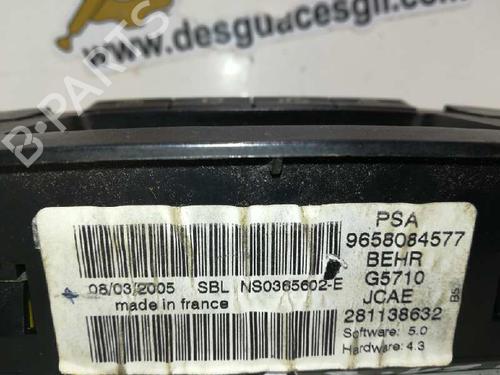 www.desguacesgil.
B-PARTS
PSA
9658084577
BEHR
G5710
JCAE
281138632
Software: 5.0
Hardware: 4.3
B5
08/03/2005 SBL NS0365602-E
made in france